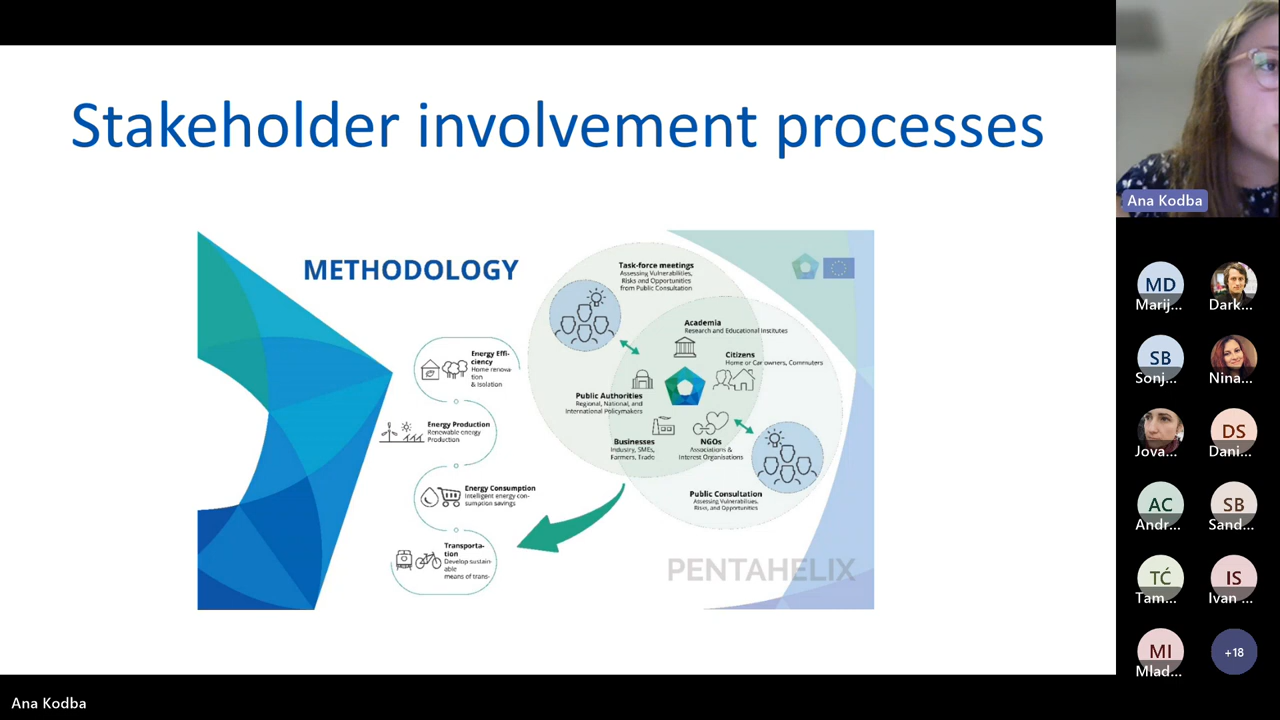 Stakeholder involvement processes
METHODOLOGY
Task-force meetings
Assessing Vulnerabilities,
Risks and Opportunities
from Public Consultation
Academia
Research and Educational Institutes
Citizens
Home or Car owners, Commuters
Public Authorities
Regional, National, and
International Policymakers
Businesses
Industry, SMEs,
Farmers, Trade
NGOs
Associations &
Interest Organisations
Public Consultation
Assessing Vulnerabilities,
Risks, and Opportunities
Energy Effi-
ciency
Home renova-
tion
& Isolation
Energy Production
Renewable energy
Production
Energy Consumption
Intelligent energy con-
sumption savings
Transporta-
tion
Develop sustain-
able
means of trans-
PENTAHELIX
Ana Kodba
MD
Marij...
Dark...
SB
Sonj...
Nina...
Jova...
DS
Dani...
AC
Andr...
SB
Sand...
TĆ
Tam...
IS
Ivan ...
MI
Mlad...
+18
Ana Kodba